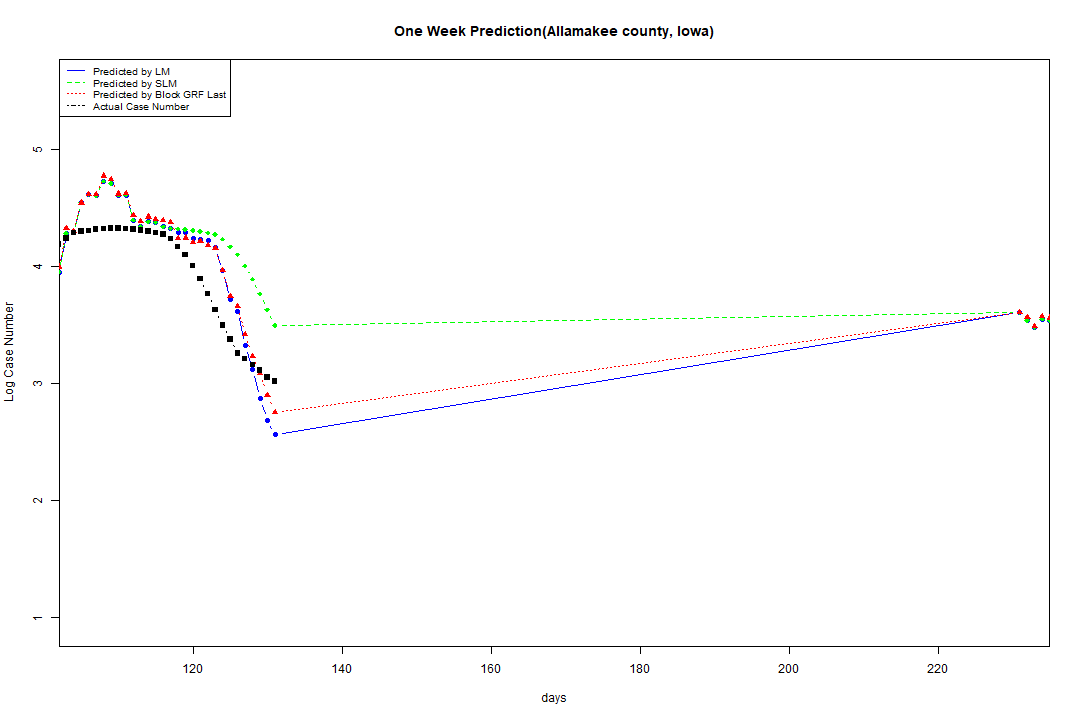 One Week Prediction(Allamakee county, Iowa)
Predicted by LM
Predicted by SLM
Predicted by Block GRF Last
Actual Case Number
5
4
3
2
1
Log Case Number
120 140 160 180 200 220
days